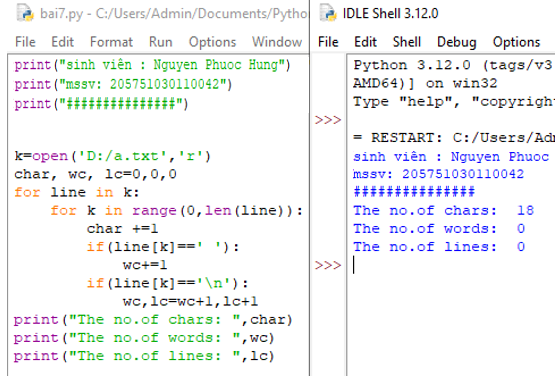 bai7.py - C:/Users/Admin/Documents/Python
File Edit Format Run Options Window
print("sinh viên : Nguyen Phuoc Hung")
print("mssv: 205751030110042")
print("###############")
k=open('D:/a.txt','r')
char, wc, lc=0,0,0
for line in k:
    for k in range(0,len(line)):
        char +=1
        if(line[k]==' '):
            wc+=1
        if(line[k]=='\n'):
            wc,lc=wc+1,lc+1
print("The no.of chars: ",char)
print("The no.of words: ",wc)
print("The no.of lines: ",lc)
IDLE Shell 3.12.0
File Edit Shell Debug Options
Python 3.12.0 (tags/v3
AMD64)] on win32
Type "help", "copyrigh
>>>
= RESTART: C:/Users/Adm
sinh viên : Nguyen Phuoc
mssv: 205751030110042
###############
The no.of chars:  18
The no.of words:  0
The no.of lines:  0
>>>